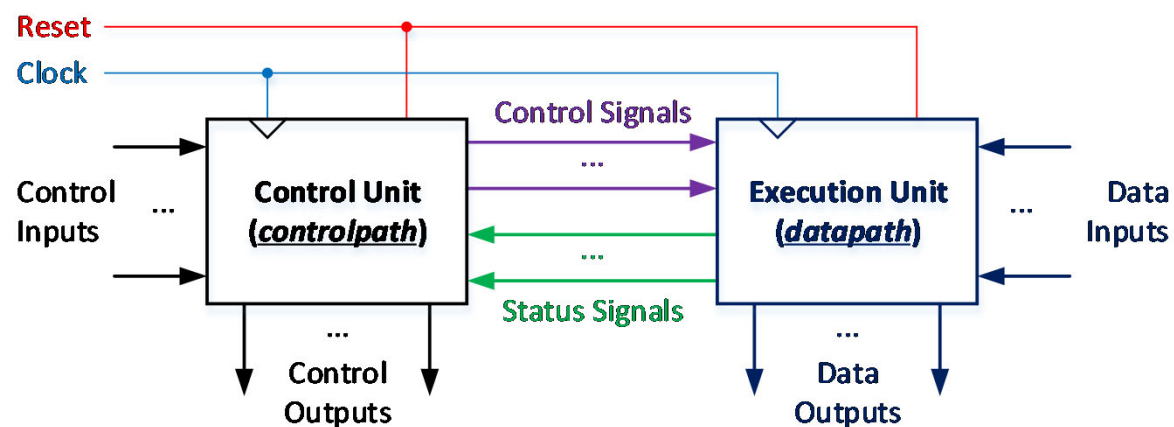 Reset
Clock
Control Signals
...
Control Unit
(controlpath)
Execution Unit
(datapath)
Control
Inputs
...
...
Data
Inputs
...
Status Signals
...
Control
Outputs
...
Data
Outputs